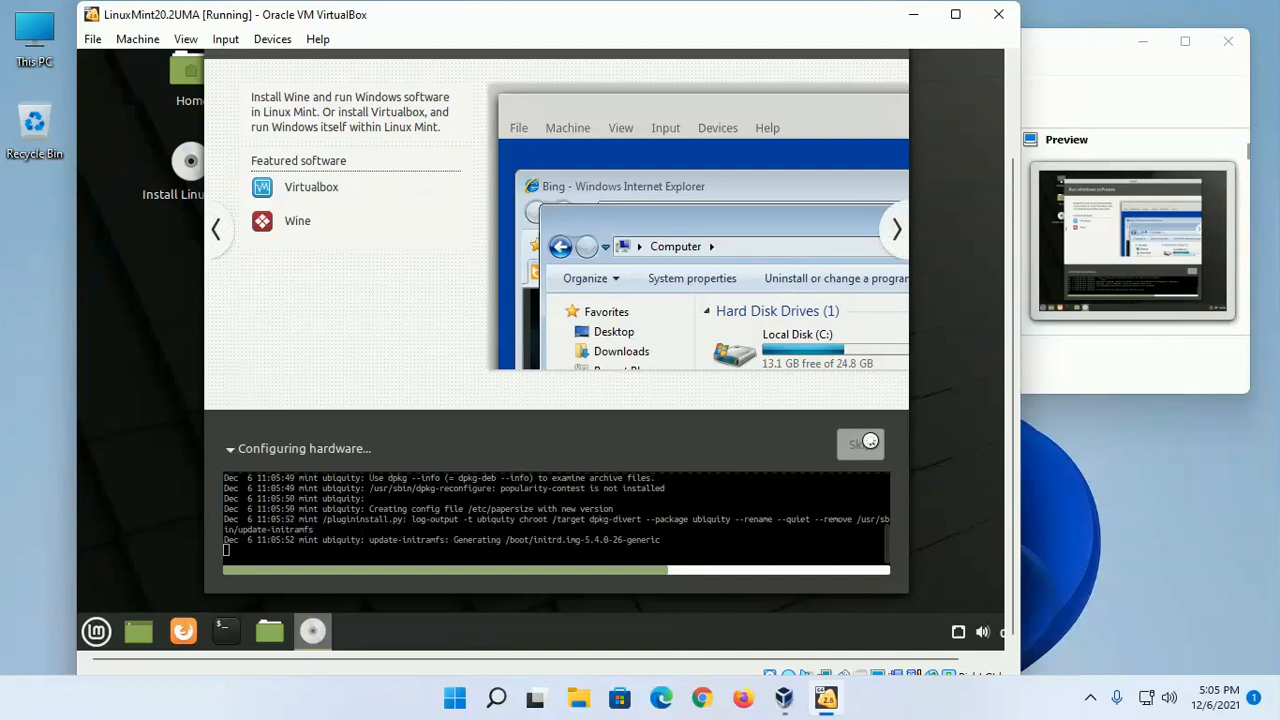 LinuxMint20.2UMA [Running] - Oracle VM VirtualBox
File Machine View Input Devices Help
This PC
Recycle Bin
Home
Install Linu
Install Wine and run Windows software
in Linux Mint. Or install Virtualbox, and
run Windows itself within Linux Mint.
Featured software
Virtualbox
Wine
File Machine View Input Devices Help
Bing - Windows Internet Explorer
Computer
Organize System properties Uninstall or change a program
Favorites
Desktop
Downloads
Hard Disk Drives (1)
Local Disk (C:)
13.1 GB free of 24.8 GB
Preview
Configuring hardware...
Dec 6 11:05:49 mint ubiquity: Use dpkg --info (= dpkg-deb --info) to examine archive files.
Dec 6 11:05:49 mint ubiquity: /usr/sbin/dpkg-reconfigure: popularity-contest is not installed
Dec 6 11:05:50 mint ubiquity:
Dec 6 11:05:50 mint ubiquity: Creating config file /etc/papersize with new version
Dec 6 11:05:52 mint /plugininstall.py: log-output -t ubiquity chroot /target dpkg-divert --package ubiquity --rename --quiet --remove /usr/sb
in/update-initramfs
Dec 6 11:05:52 mint ubiquity: update-initramfs: Generating /boot/initrd.img-5.4.0-26-generic
5:05 PM
12/6/2021
1